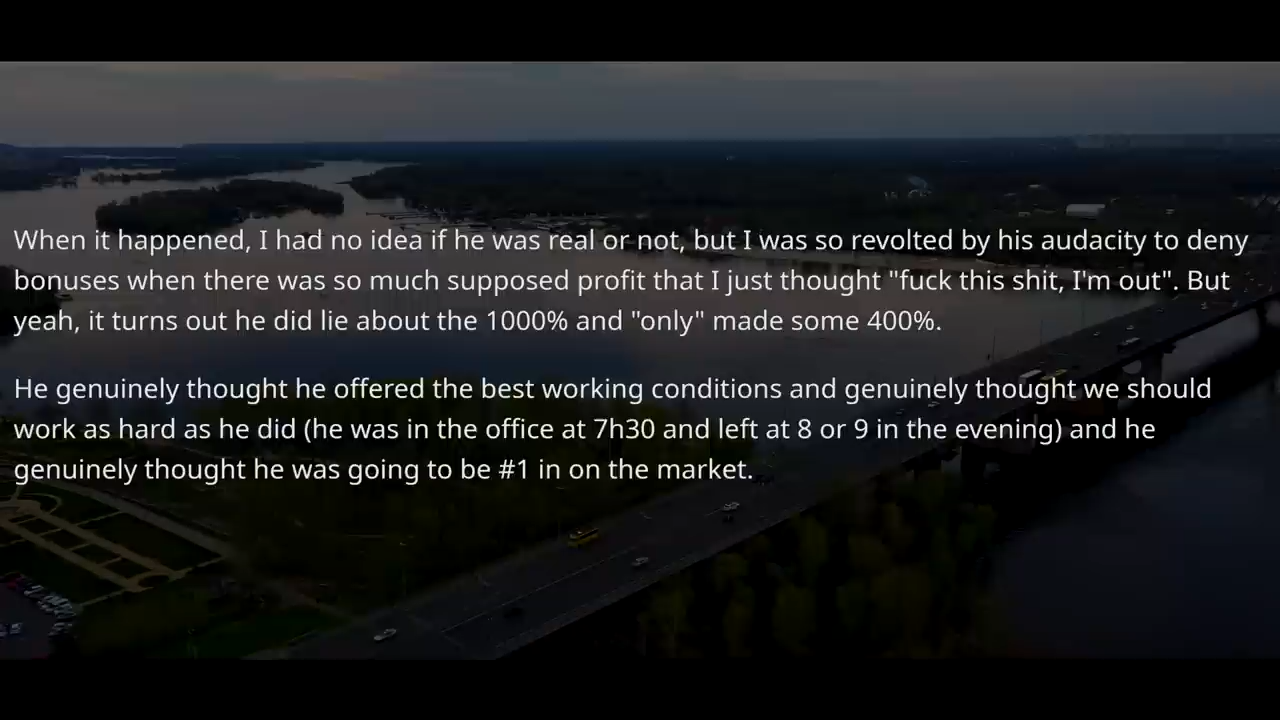 When it happened, I had no idea if he was real or not, but I was so revolted by his audacity to deny
bonuses when there was so much supposed profit that I just thought "fuck this shit, I'm out". But
yeah, it turns out he did lie about the 1000% and "only" made some 400%.
He genuinely thought he offered the best working conditions and genuinely thought we should
work as hard as he did (he was in the office at 7h30 and left at 8 or 9 in the evening) and he
genuinely thought he was going to be #1 in on the market.